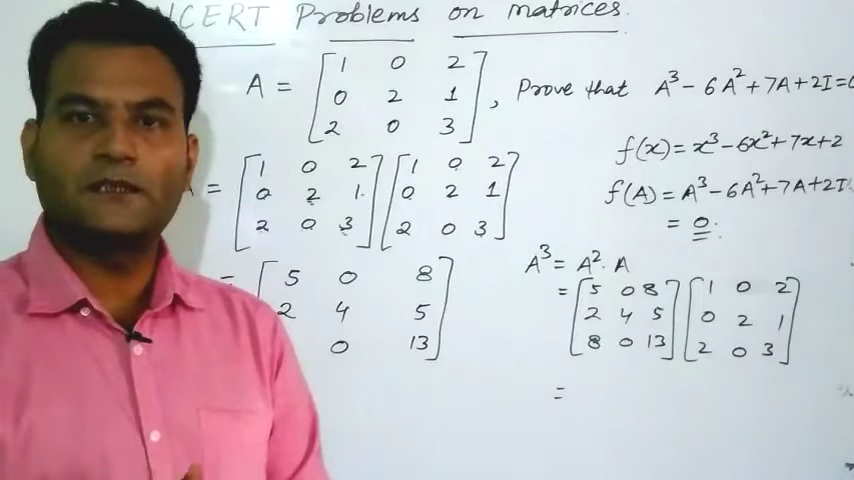 NCERT Problems on matrices.
A = [1 0 2
0 2 1
2 0 3], Prove that A³ - 6A² + 7A + 2I = 0
f(x) = x³ - 6x² + 7x + 2
f(A) = A³ - 6A² + 7A + 2I
= 0
= [1 0 2 [1 0 2
0 2 1 0 2 1
2 0 3] 2 0 3]
= [5 0 8
2 4 5
0 13]
A³ = A² · A
= [5 0 8 [1 0 2
2 4 5 0 2 1
8 0 13] 2 0 3]
=